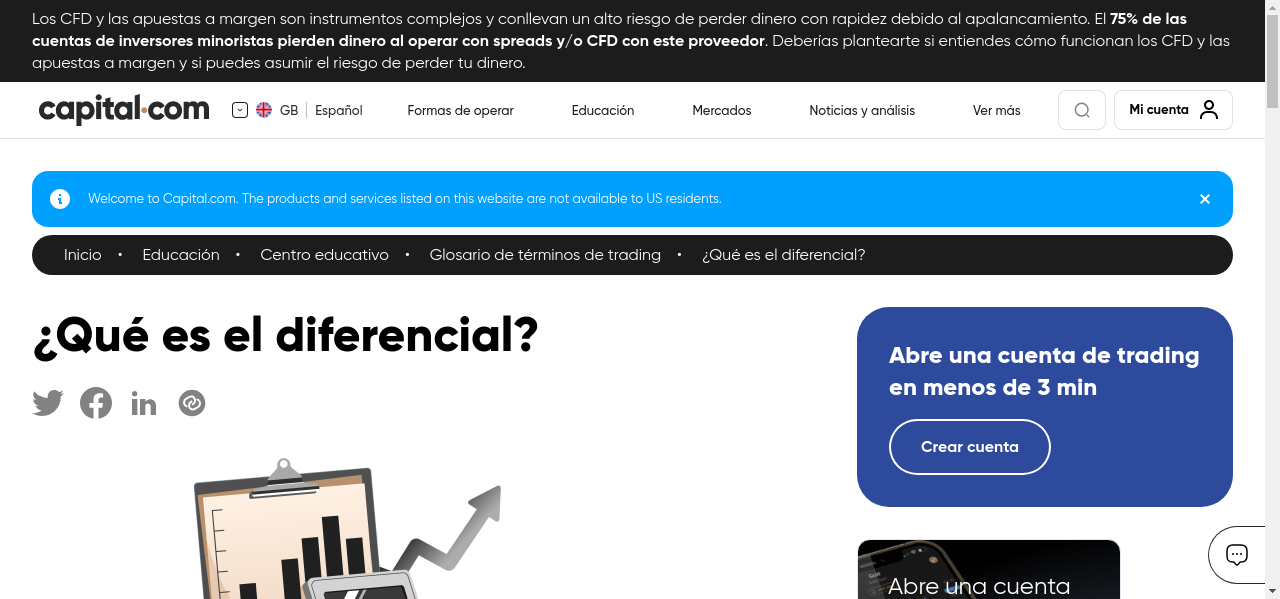 Los CFD y las apuestas a margen son instrumentos complejos y conllevan un alto riesgo de perder dinero con rapidez debido al apalancamiento. El 75% de las
cuentas de inversores minoristas pierden dinero al operar con spreads y/o CFD con este proveedor. Deberías plantearte si entiendes cómo funcionan los CFD y las
apuestas a margen y si puedes asumir el riesgo de perder tu dinero.
capital.com GB Español Formas de operar Educación Mercados Noticias y análisis Ver más Mi cuenta
Welcome to Capital.com. The products and services listed on this website are not available to US residents.
Inicio • Educación • Centro educativo • Glosario de términos de trading • ¿Qué es el diferencial?
¿Qué es el diferencial?
Abre una cuenta de trading
en menos de 3 min
Crear cuenta
Abre una cuenta